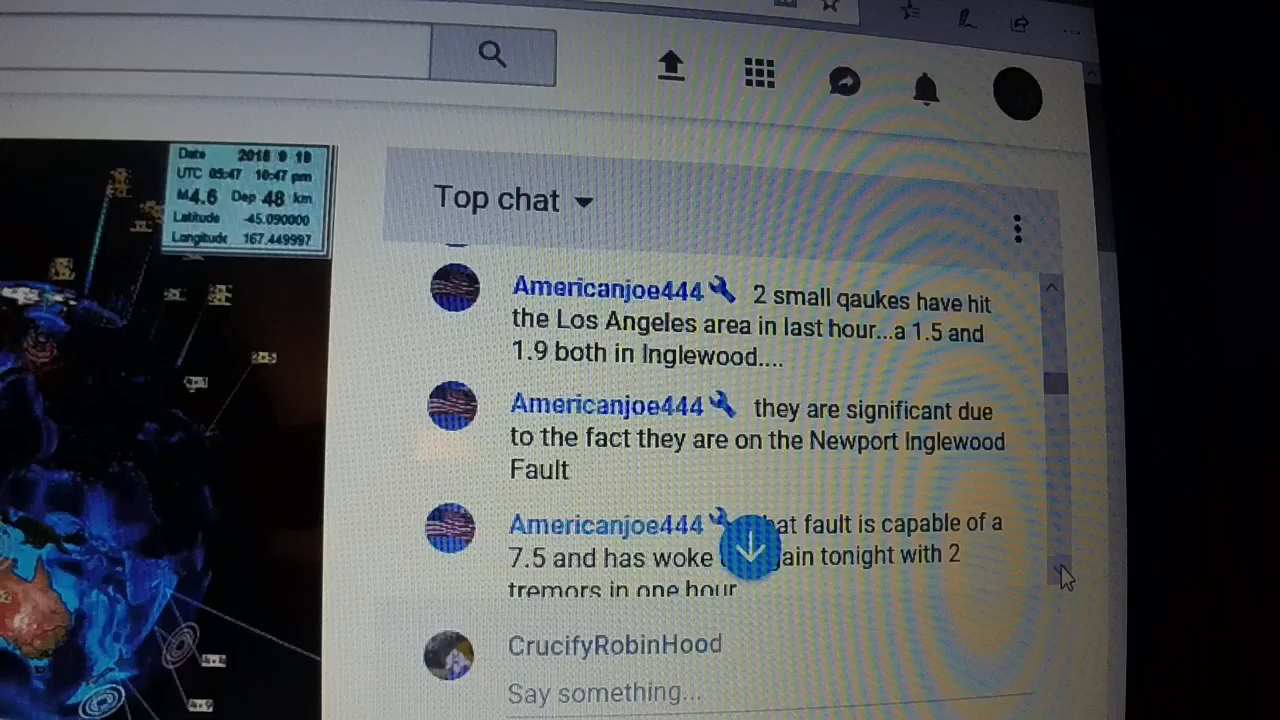 Date 2018 9 10
UTC 05:47 10:47 pm
M4.6 Dep 48 km
Latitude -45.090000
Longitude 167.449997
Top chat
Americanjoe444 2 small qaukes have hit
the Los Angeles area in last hour...a 1.5 and
1.9 both in Inglewood....
Americanjoe444 they are significant due
to the fact they are on the Newport Inglewood
Fault
Americanjoe444 fault is capable of a
7.5 and has woke tonight with 2
tremors in one hour
CrucifyRobinHood
Say something...